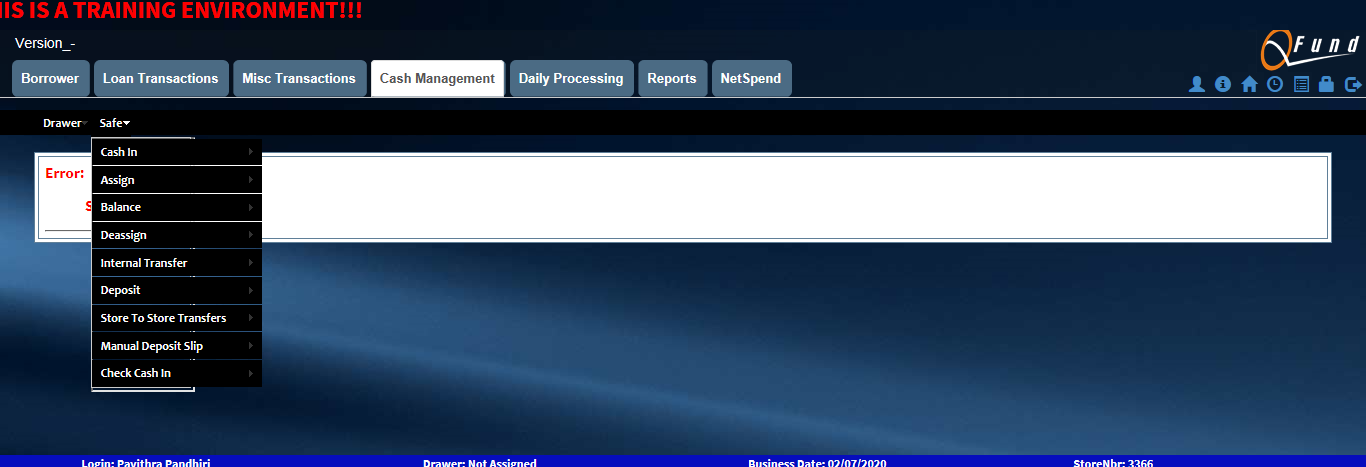 HIS IS A TRAINING ENVIRONMENT!!!
Version_-
QFund
Borrower Loan Transactions Misc Transactions Cash Management Daily Processing Reports NetSpend
Drawer Safe
Cash In
Error:
Assign
S
Balance
Deassign
Internal Transfer
Deposit
Store To Store Transfers
Manual Deposit Slip
Check Cash In
Login: Pavithra Pandhiri Drawer: Not Assigned Business Date: 02/07/2020 StoreNbr: 3366